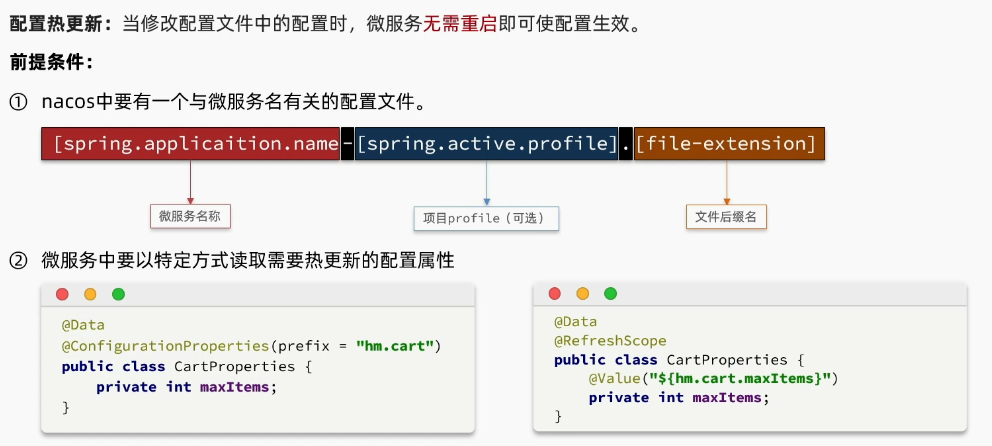 配置热更新：当修改配置文件中的配置时，微服务无需重启即可使配置生效。
前提条件：
① nacos中要有一个与微服务名有关的配置文件。
[spring.applicaition.name-[spring.active.profile].[file-extension]
微服务名称 项目profile（可选） 文件后缀名
② 微服务中要以特定方式读取需要热更新的配置属性
@Data
@ConfigurationProperties(prefix = "hm.cart")
public class CartProperties {
    private int maxItems;
}
@Data
@RefreshScope
public class CartProperties {
    @Value("${hm.cart.maxItems}")
    private int maxItems;
}